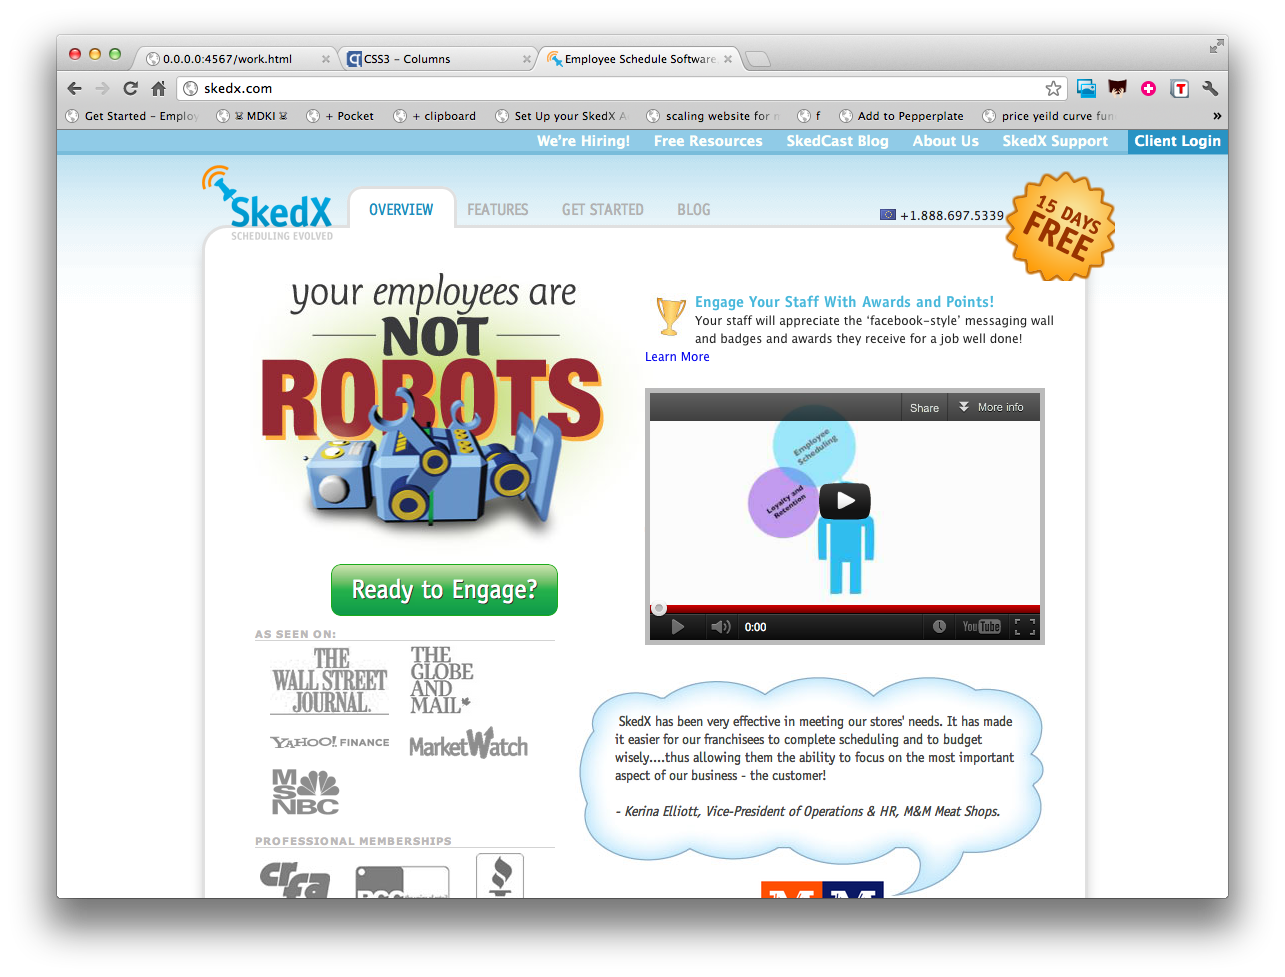 0.0.0.0:4567/work.html
CSS3 – Columns
Employee Schedule Software,
skedx.com
Get Started – Employ
MDKI
+ Pocket
+ clipboard
Set Up your SkedX A
scaling website for
f
Add to Pepperplate
price yeild curve fun
»
We're Hiring!
Free Resources
SkedCast Blog
About Us
SkedX Support
Client Login
SkedX
SCHEDULING EVOLVED
OVERVIEW
FEATURES
GET STARTED
BLOG
+1.888.697.5339
15 DAYS
FREE
your employees are
NOT
ROBOTS
Ready to Engage?
Engage Your Staff With Awards and Points!
Your staff will appreciate the 'facebook-style' messaging wall
and badges and awards they receive for a job well done!
Learn More
Share
More info
Employee
Scheduling
Loyalty and
Retention
0:00
YouTube
AS SEEN ON:
THE
WALL STREET
JOURNAL.
THE
GLOBE
AND
MAIL
YAHOO! FINANCE
MarketWatch
MSNBC
PROFESSIONAL MEMBERSHIPS
crfa
SkedX has been very effective in meeting our stores' needs. It has made
it easier for our franchisees to complete scheduling and to budget
wisely....thus allowing them the ability to focus on the most important
aspect of our business - the customer!
- Kerina Elliott, Vice-President of Operations & HR, M&M Meat Shops.
M M